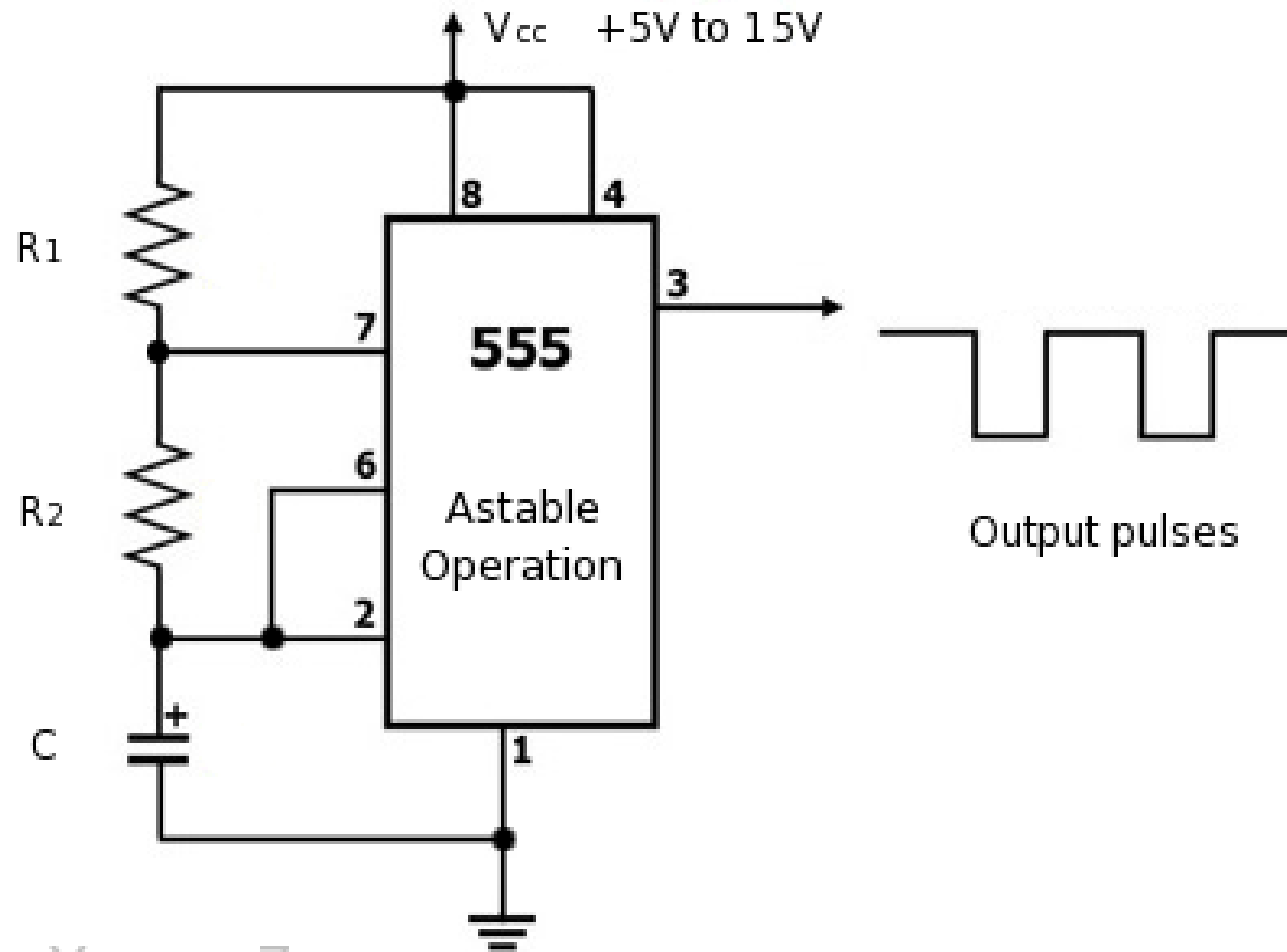 Vcc +5V to 15V
8
4
R1
3
7
555
6
Astable
Operation
R2
Output pulses
2
+
C
1